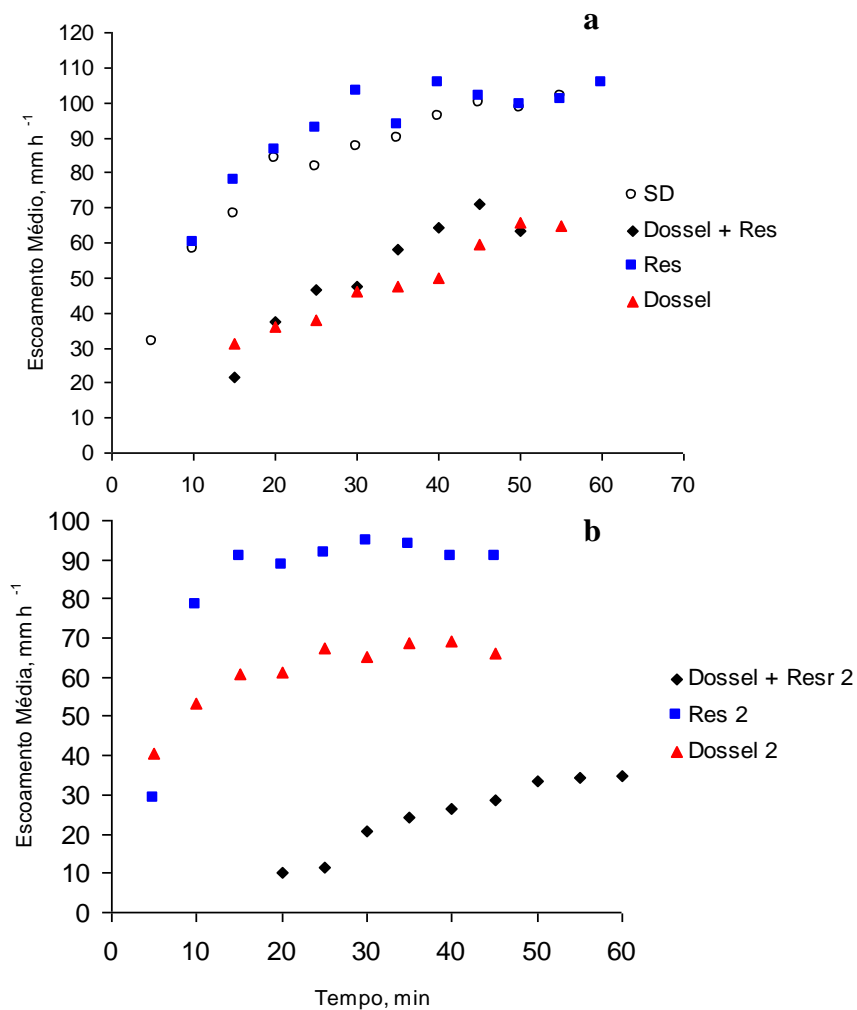 a
Escoamento Médio, mm h -1
120
110
100
90
80
70
60
50
40
30
20
10
0
0 10 20 30 40 50 60 70
SD
Dossel + Res
Res
Dossel
b
Escoamento Média, mm h -1
100
90
80
70
60
50
40
30
20
10
0
0 10 20 30 40 50 60
Dossel + Resr 2
Res 2
Dossel 2
Tempo, min